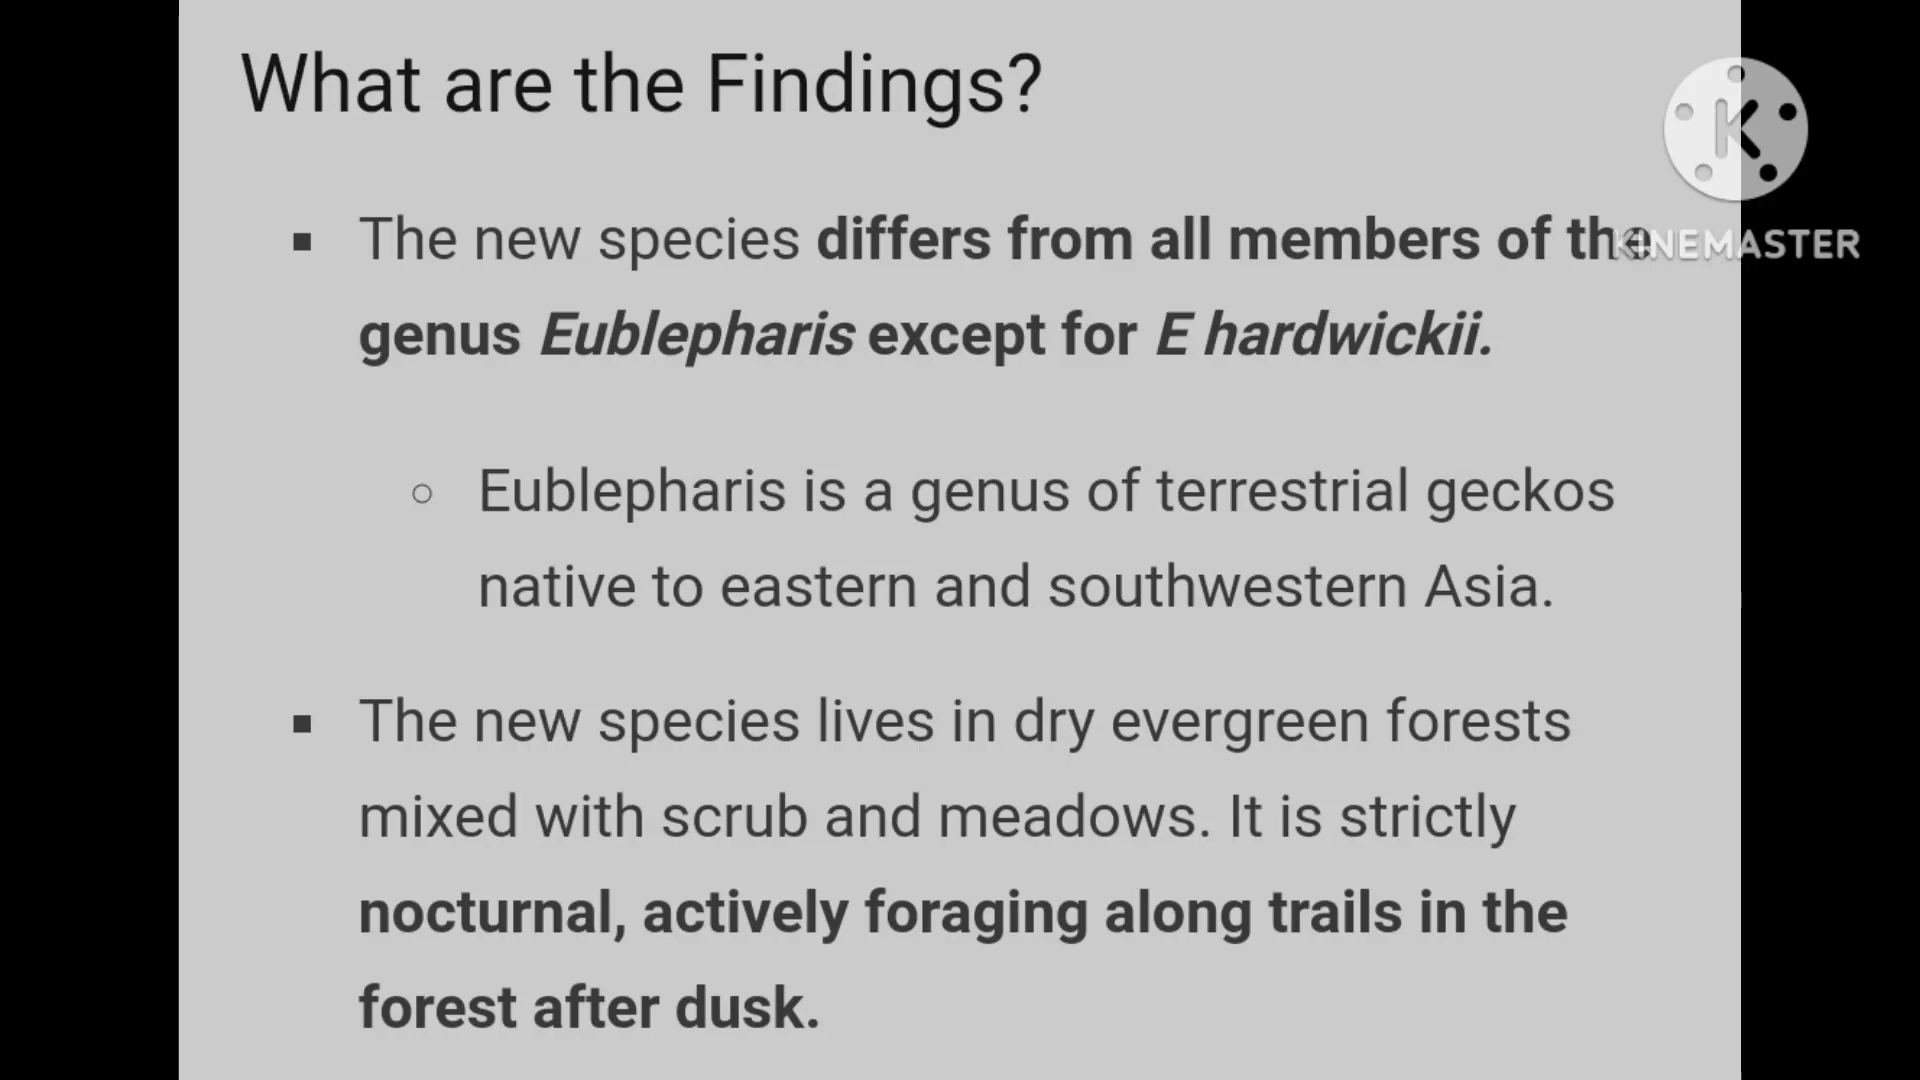 What are the Findings?
▪ The new species differs from all members of the
genus Eublepharis except for E hardwickii.
○ Eublepharis is a genus of terrestrial geckos
native to eastern and southwestern Asia.
▪ The new species lives in dry evergreen forests
mixed with scrub and meadows. It is strictly
nocturnal, actively foraging along trails in the
forest after dusk.
K
KINEMASTER